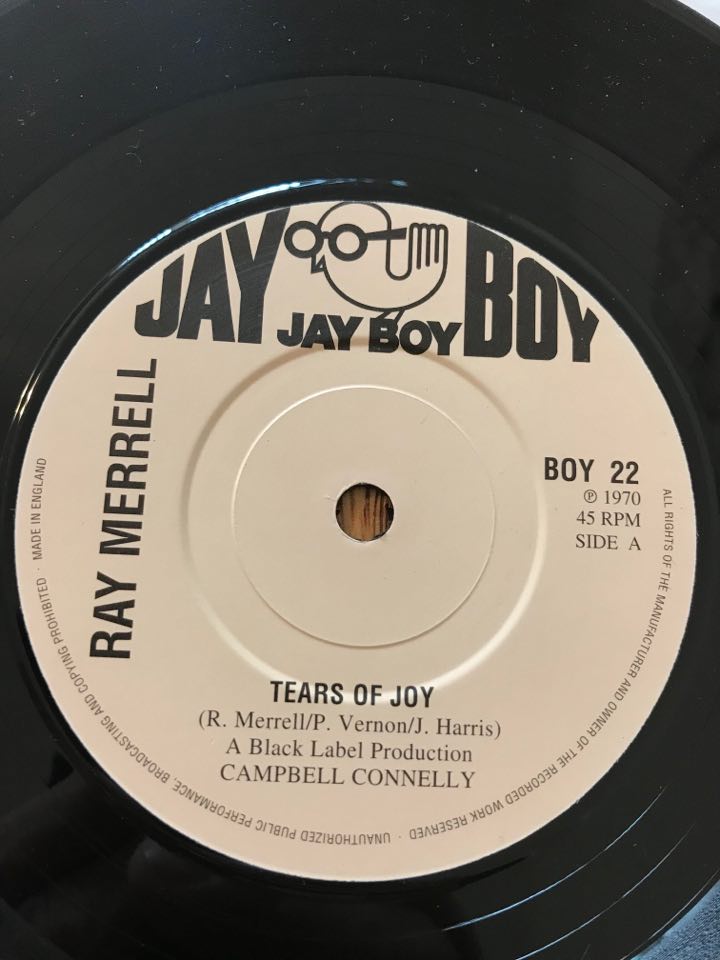 JAY BOY
JAY BOY
RAY MERRELL
BOY 22
℗ 1970
45 RPM
SIDE A
TEARS OF JOY
(R. Merrell/P. Vernon/J. Harris)
A Black Label Production
CAMPBELL CONNELLY
ALL RIGHTS OF THE MANUFACTURER AND OWNER OF THE RECORDED WORK RESERVED · UNAUTHORIZED PUBLIC PERFORMANCE, BROADCASTING AND COPYING PROHIBITED · MADE IN ENGLAND